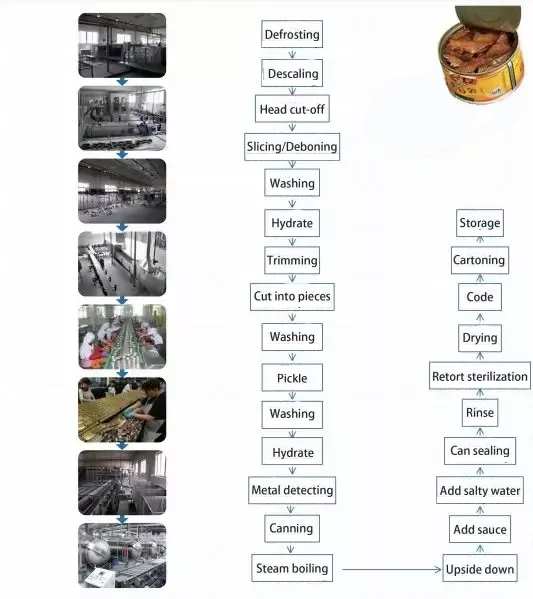 Defrosting
Descaling
Head cut-off
Slicing/Deboning
Washing
Hydrate
Trimming
Cut into pieces
Washing
Pickle
Washing
Hydrate
Metal detecting
Canning
Steam boiling
Upside down
Add sauce
Add salty water
Can sealing
Rinse
Retort sterilization
Drying
Code
Cartoning
Storage